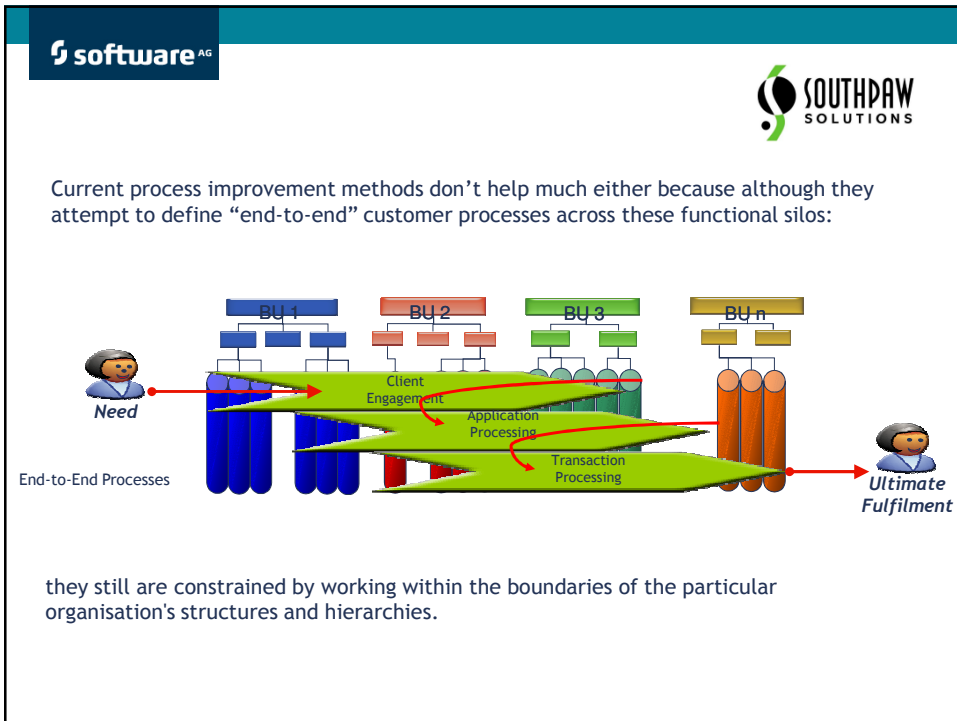 software AG
SOUTHPAW
SOLUTIONS
Current process improvement methods don’t help much either because although they
attempt to define “end-to-end” customer processes across these functional silos:
BU 1
BU 2
BU 3
BU n
Client
Engagement
Need
Application
Processing
Transaction
Processing
End-to-End Processes
Ultimate
Fulfilment
they still are constrained by working within the boundaries of the particular
organisation's structures and hierarchies.